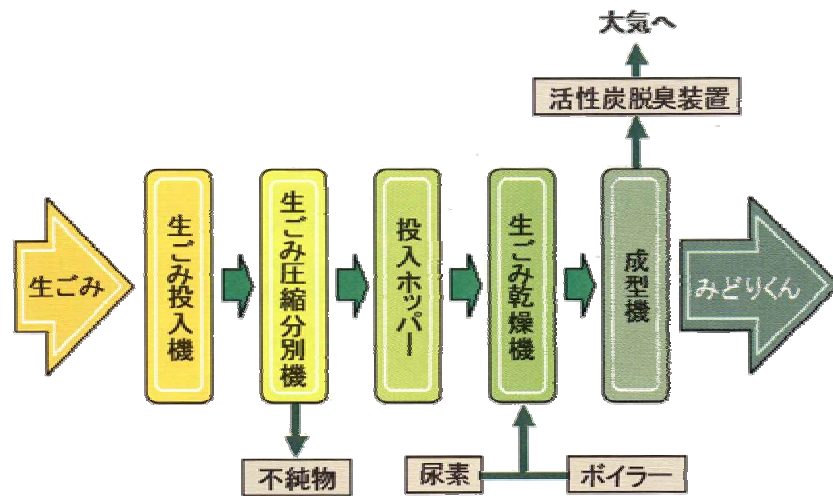 大気へ
活性炭脱臭装置
生ごみ
生ごみ投入機
生ごみ圧縮分別機
投入ホッパー
生ごみ乾燥機
成型機
みどりくん
不純物
尿素
ボイラー